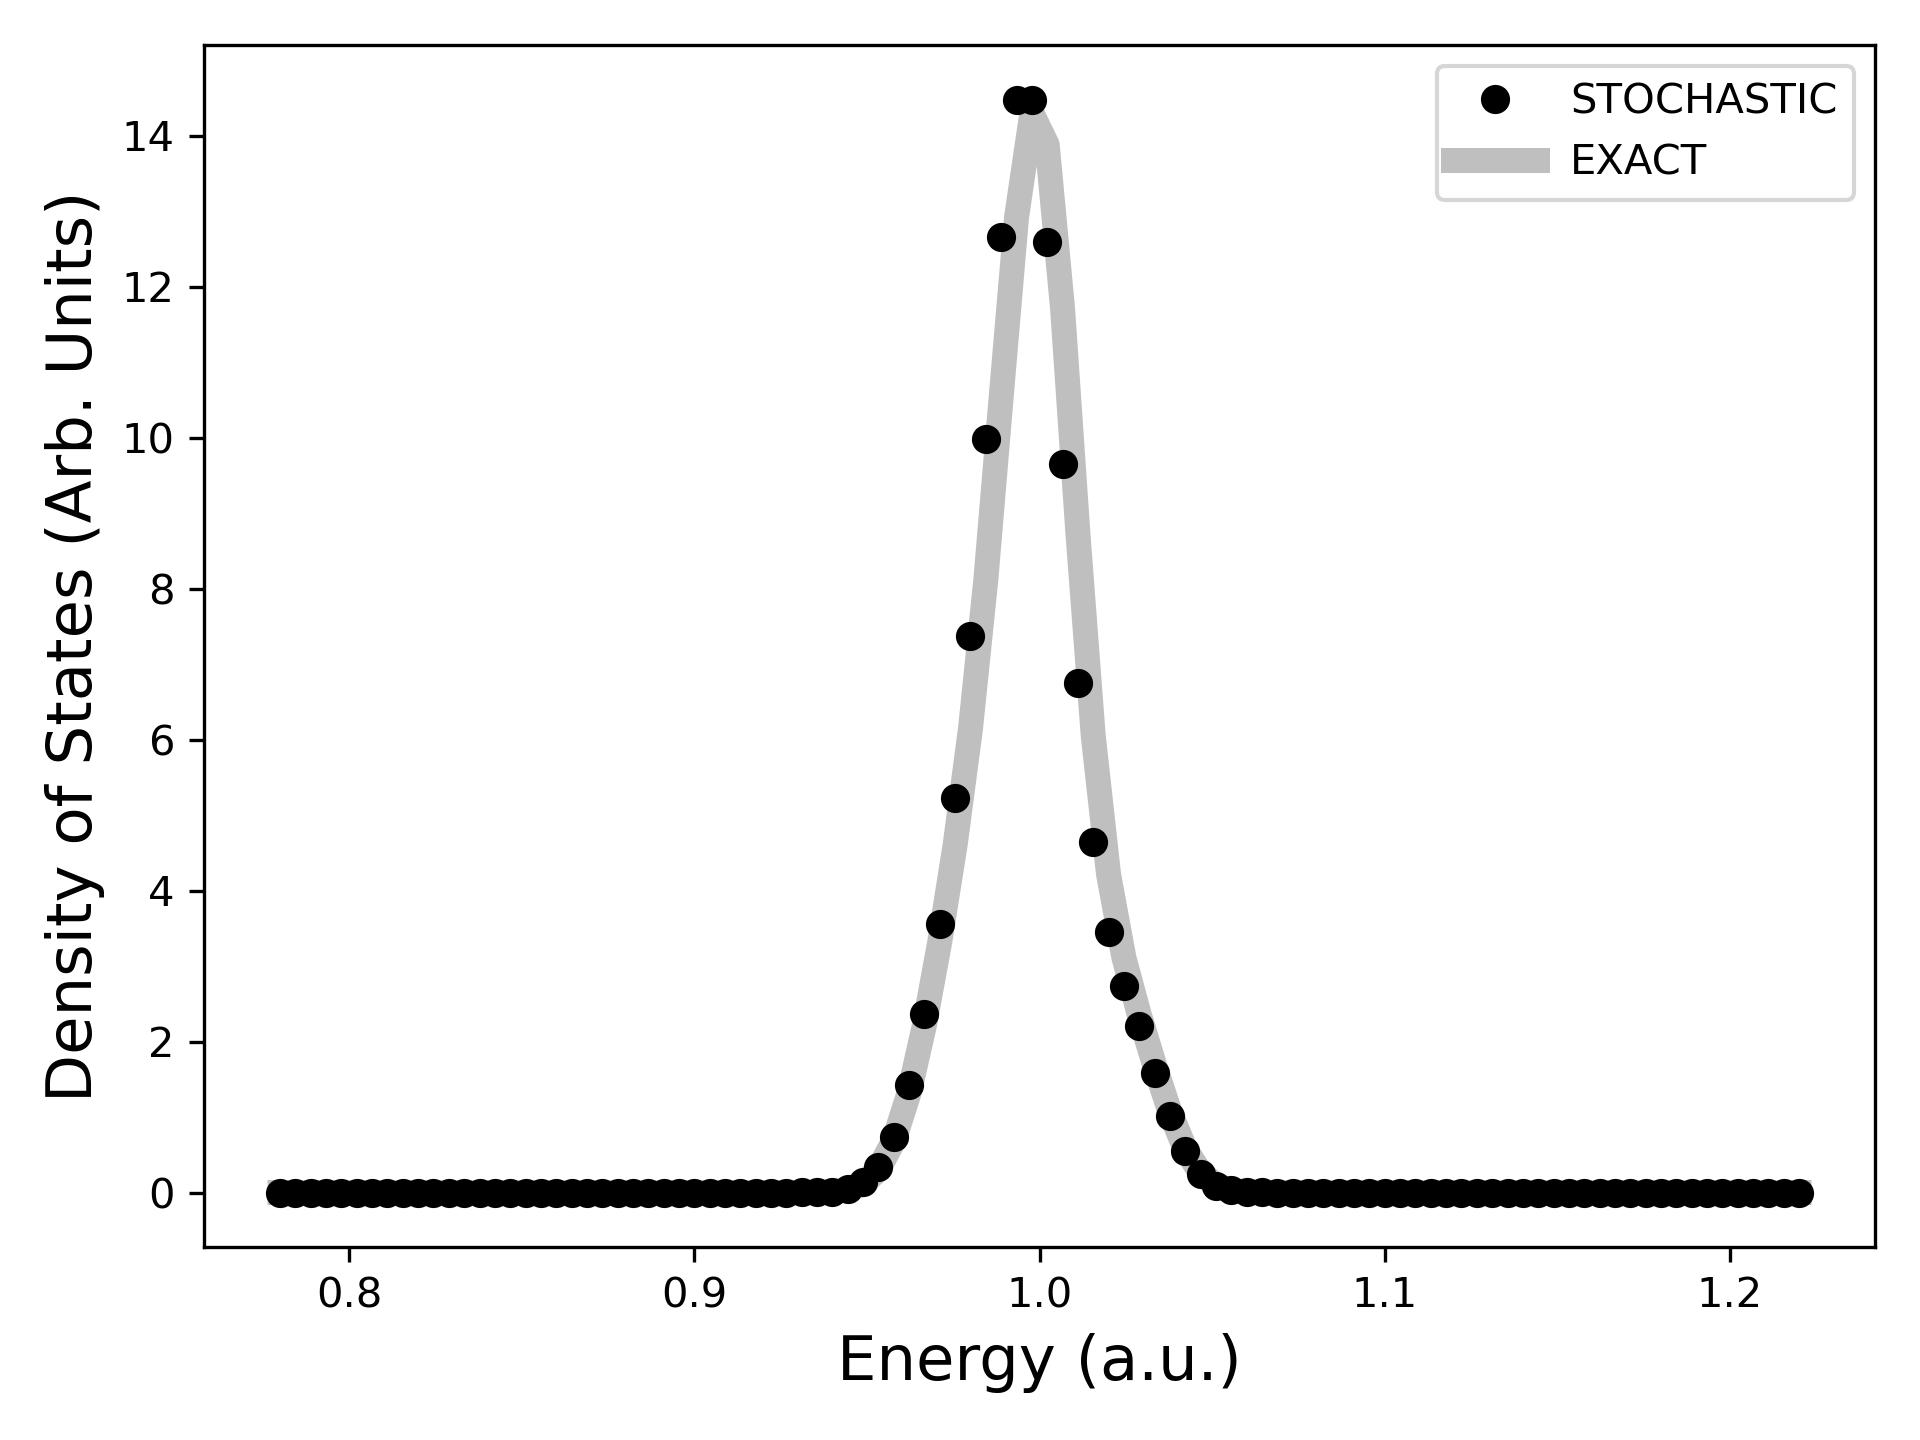 STOCHASTIC
EXACT
Density of States (Arb. Units)
14
12
10
8
6
4
2
0
0.8 0.9 1.0 1.1 1.2
Energy (a.u.)